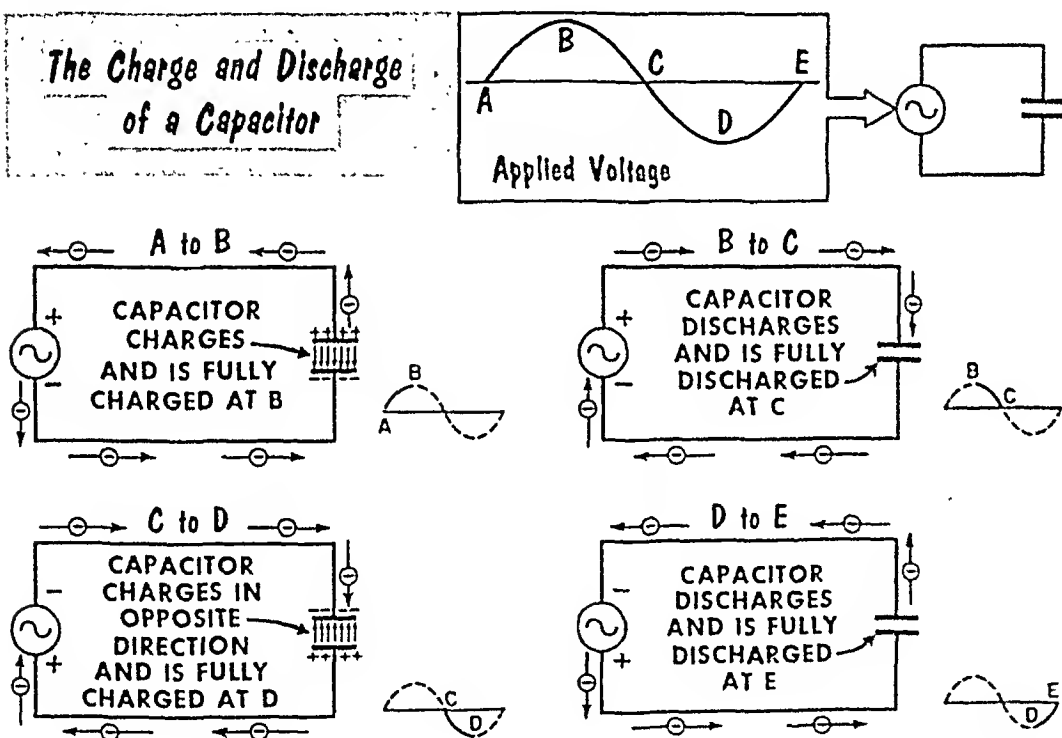 The Charge and Discharge
of a Capacitor
B
C
E
A
D
Applied Voltage
A to B
+
CAPACITOR
CHARGES
AND IS FULLY
CHARGED AT B
−
++ ++ ++
B
A
B to C
+
CAPACITOR
DISCHARGES
AND IS FULLY
DISCHARGED
AT C
−
B
C
C to D
−
CAPACITOR
CHARGES IN
OPPOSITE
DIRECTION
AND IS FULLY
CHARGED AT D
+
++ ++
C
D
D to E
−
CAPACITOR
DISCHARGES
AND IS FULLY
DISCHARGED
AT E
+
E
D